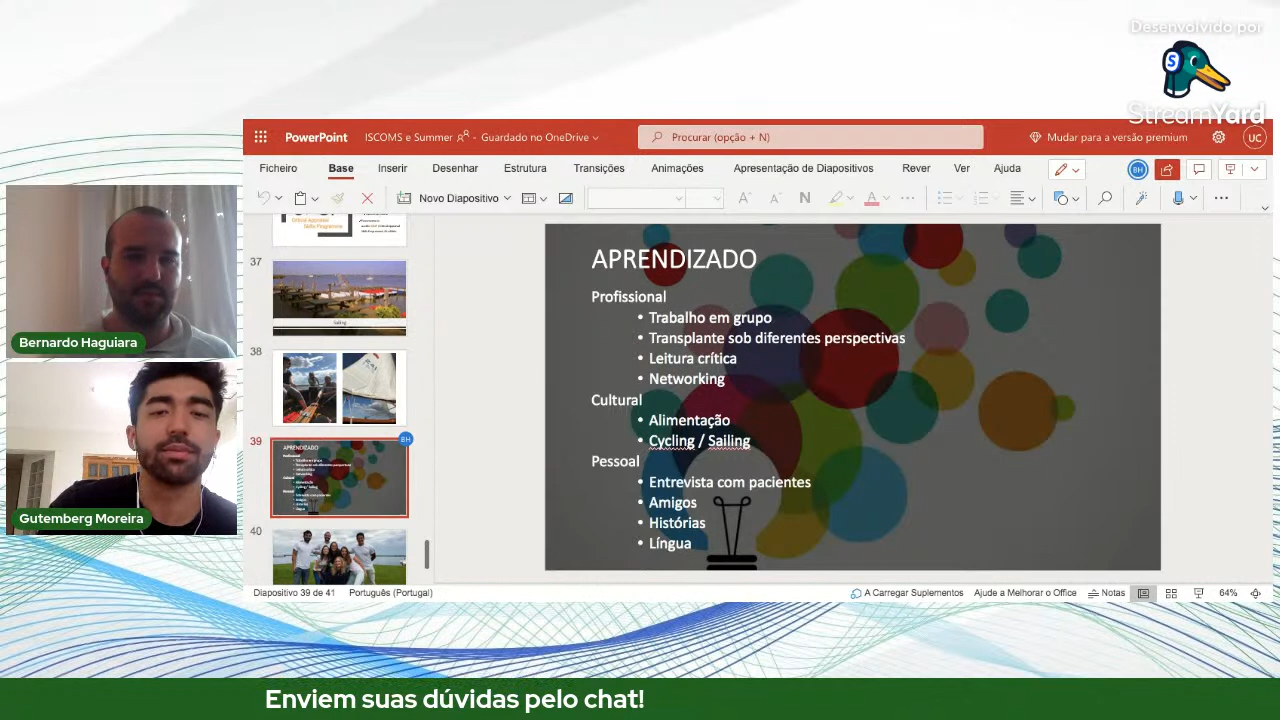 Desenvolvido por
StreamYard
PowerPoint
ISCOMS e Summer - Guardado no OneDrive
Procurar (opção + N)
Mudar para a versão premium
UC
Ficheiro
Base
Inserir
Desenhar
Estrutura
Transições
Animações
Apresentação de Diapositivos
Rever
Ver
Ajuda
BH
Novo Diapositivo
N
A
37
Sailing
38
39
BH
APRENDIZADO
40
APRENDIZADO
Profissional
• Trabalho em grupo
• Transplante sob diferentes perspectivas
• Leitura crítica
• Networking
Cultural
• Alimentação
• Cycling / Sailing
Pessoal
• Entrevista com pacientes
• Amigos
• Histórias
• Língua
Bernardo Haguiara
Gutemberg Moreira
Diapositivo 39 de 41
Português (Portugal)
A Carregar Suplementos
Ajude a Melhorar o Office
Notas
64%
Enviem suas dúvidas pelo chat!